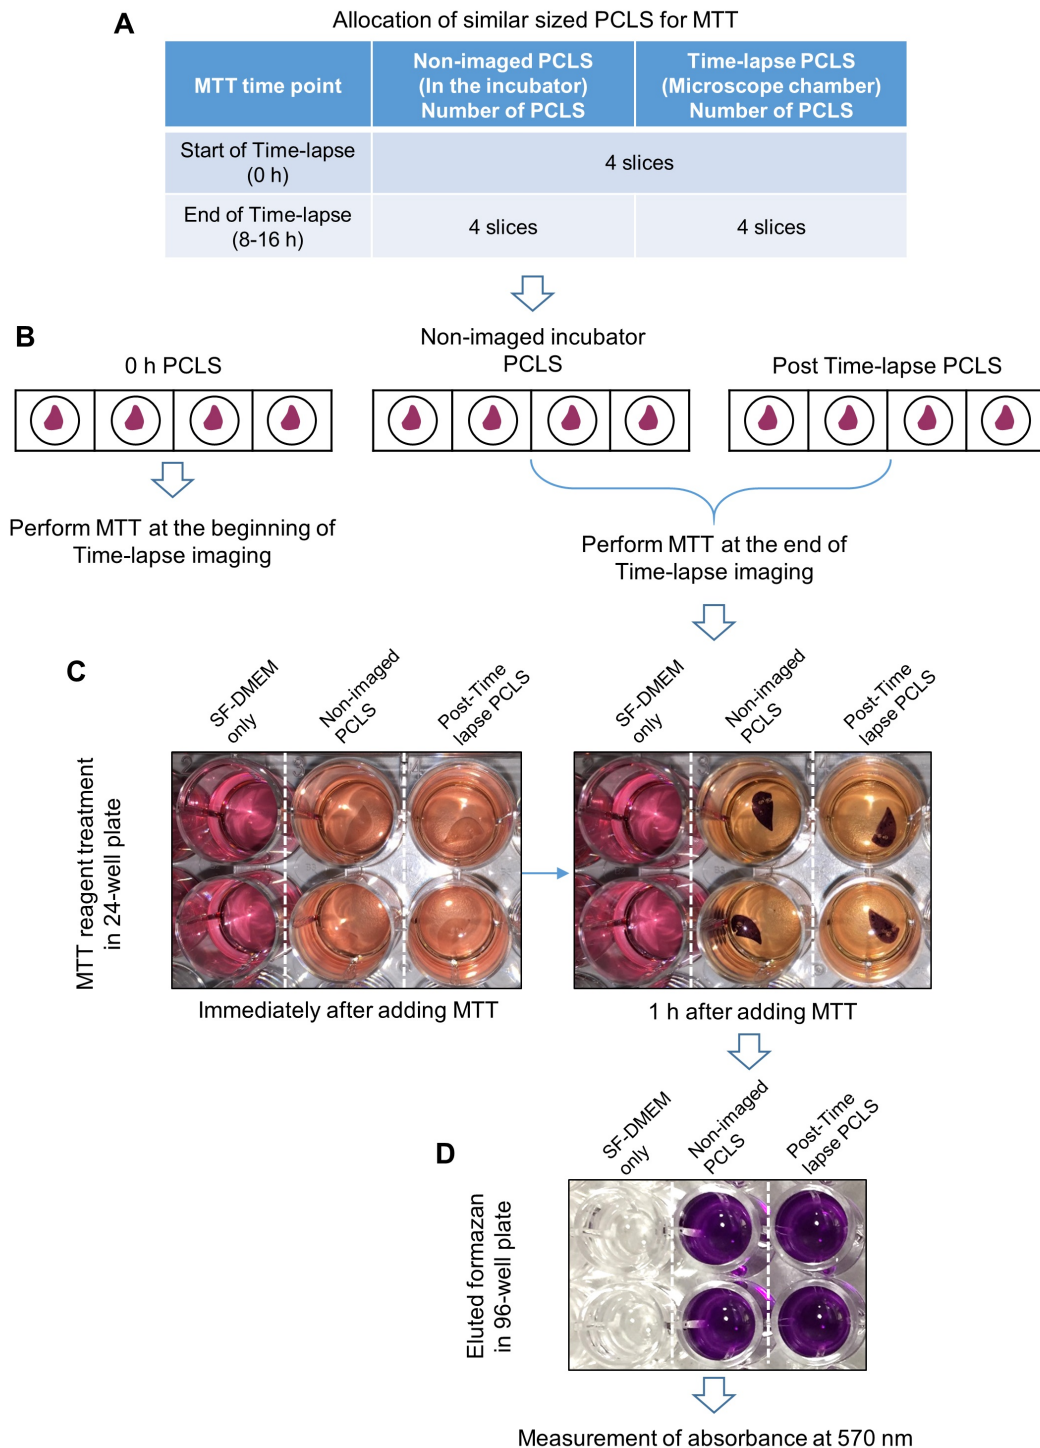 A
Allocation of similar sized PCLS for MTT
MTT time point
Non-imaged PCLS
(In the incubator)
Number of PCLS
Time-lapse PCLS
(Microscope chamber)
Number of PCLS
Start of Time-lapse
(0 h)
4 slices
End of Time-lapse
(8-16 h)
4 slices
4 slices
B
0 h PCLS
Non-imaged incubator
PCLS
Post Time-lapse PCLS
Perform MTT at the beginning of
Time-lapse imaging
Perform MTT at the end of
Time-lapse imaging
C
SF-DMEM
only
Non-imaged
PCLS
Post-Time
lapse PCLS
SF-DMEM
only
Non-imaged
PCLS
Post-Time
lapse PCLS
MTT reagent treatment
in 24-well plate
Immediately after adding MTT
1 h after adding MTT
D
SF-DMEM
only
Non-imaged
PCLS
Post-Time
lapse PCLS
Eluted formazan
in 96-well plate
Measurement of absorbance at 570 nm